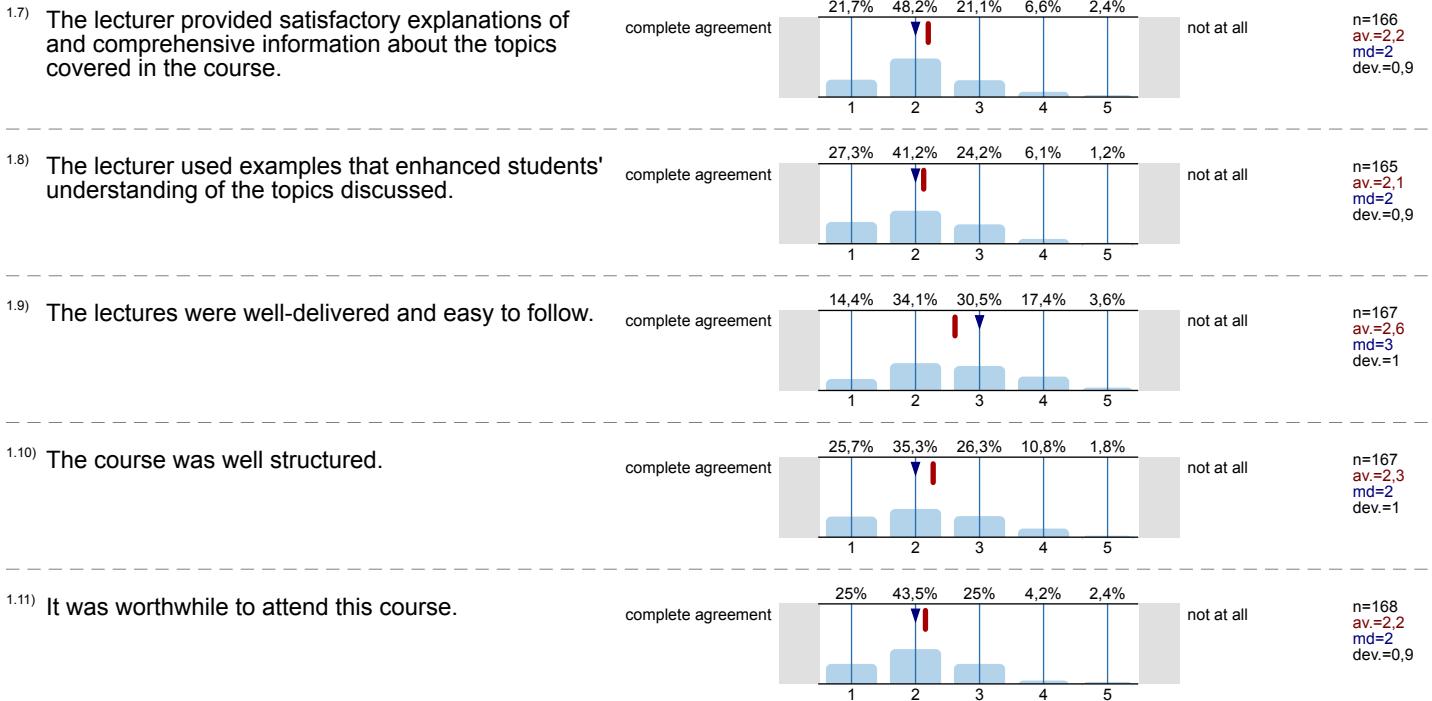 1.7) The lecturer provided satisfactory explanations of
and comprehensive information about the topics
covered in the course.
complete agreement
21,7% 48,2% 21,1% 6,6% 2,4%
1 2 3 4 5
not at all
n=166
av.=2,2
md=2
dev.=0,9
1.8) The lecturer used examples that enhanced students'
understanding of the topics discussed.
complete agreement
27,3% 41,2% 24,2% 6,1% 1,2%
1 2 3 4 5
not at all
n=165
av.=2,1
md=2
dev.=0,9
1.9) The lectures were well-delivered and easy to follow.
complete agreement
14,4% 34,1% 30,5% 17,4% 3,6%
1 2 3 4 5
not at all
n=167
av.=2,6
md=3
dev.=1
1.10) The course was well structured.
complete agreement
25,7% 35,3% 26,3% 10,8% 1,8%
1 2 3 4 5
not at all
n=167
av.=2,3
md=2
dev.=1
1.11) It was worthwhile to attend this course.
complete agreement
25% 43,5% 25% 4,2% 2,4%
1 2 3 4 5
not at all
n=168
av.=2,2
md=2
dev.=0,9